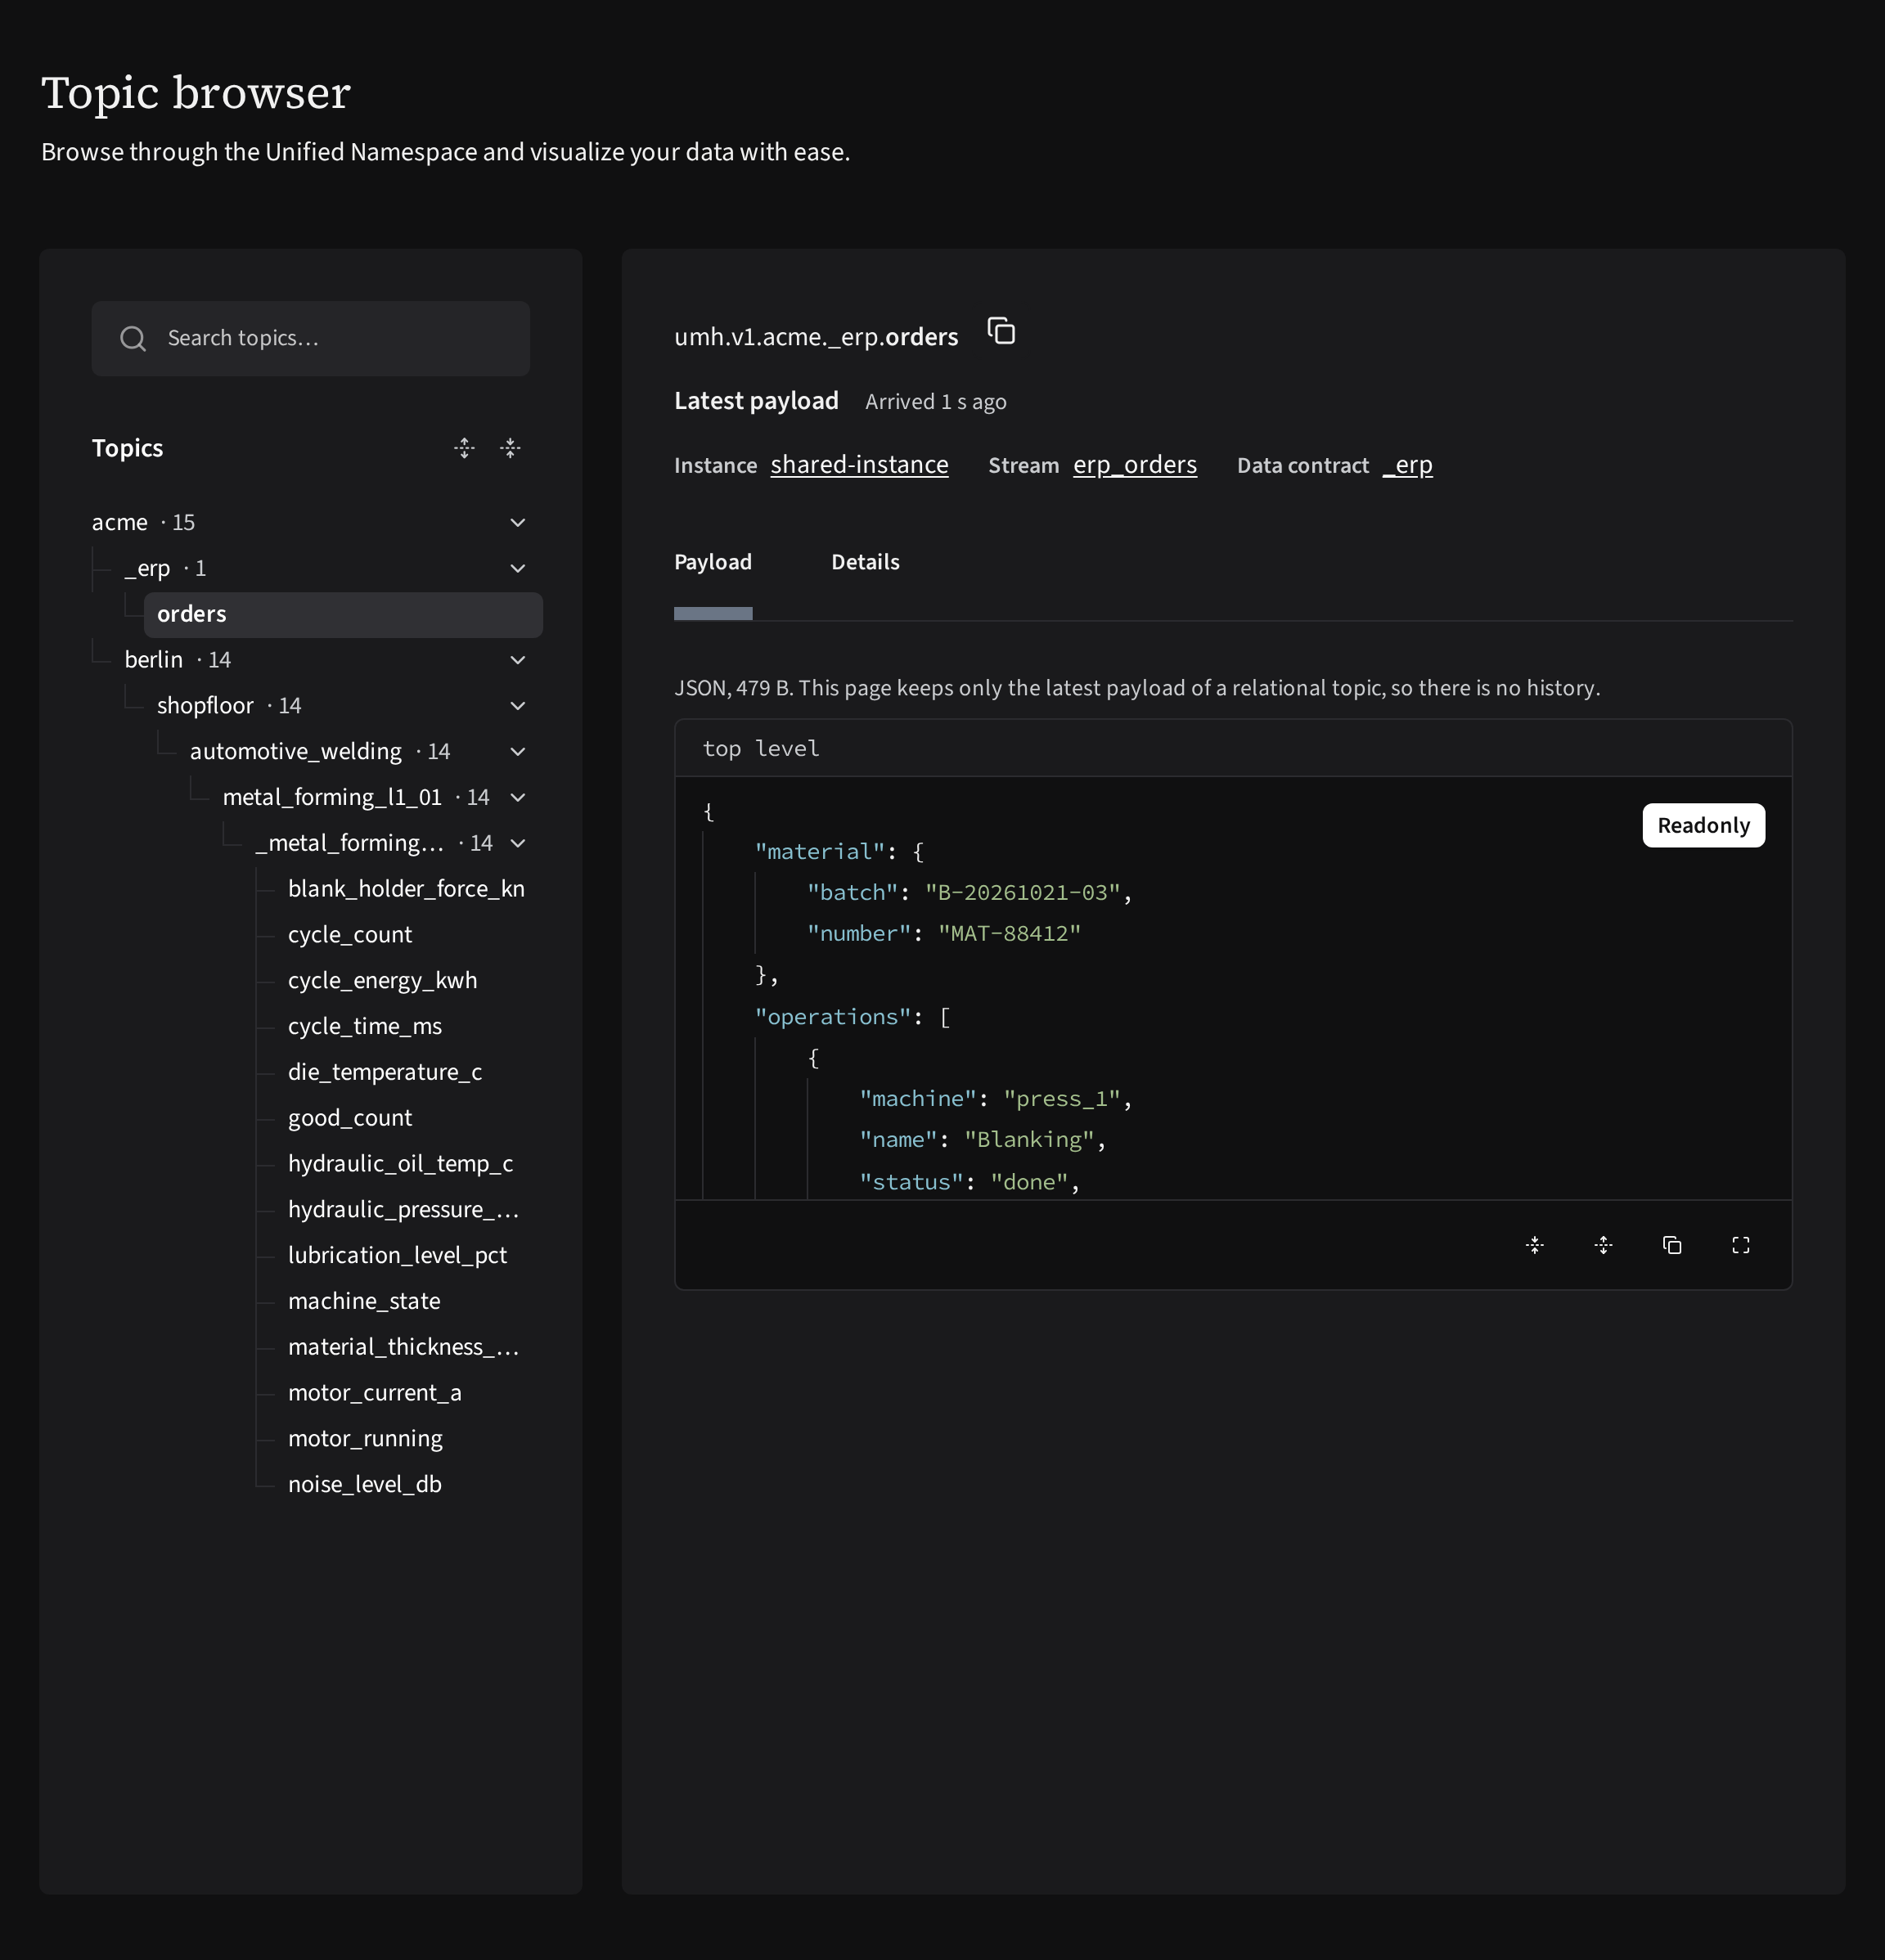 Topic browser
Browse through the Unified Namespace and visualize your data with ease.
Search topics…
Topics
acme · 15
_erp · 1
orders
berlin · 14
shopfloor · 14
automotive_welding · 14
metal_forming_l1_01 · 14
_metal_forming… · 14
blank_holder_force_kn
cycle_count
cycle_energy_kwh
cycle_time_ms
die_temperature_c
good_count
hydraulic_oil_temp_c
hydraulic_pressure_…
lubrication_level_pct
machine_state
material_thickness_…
motor_current_a
motor_running
noise_level_db
umh.v1.acme._erp.orders
Latest payload Arrived 1 s ago
Instance shared-instance Stream erp_orders Data contract _erp
Payload Details
JSON, 479 B. This page keeps only the latest payload of a relational topic, so there is no history.
top level
Readonly
{
"material": {
"batch": "B-20261021-03",
"number": "MAT-88412"
},
"operations": [
{
"machine": "press_1",
"name": "Blanking",
"status": "done",